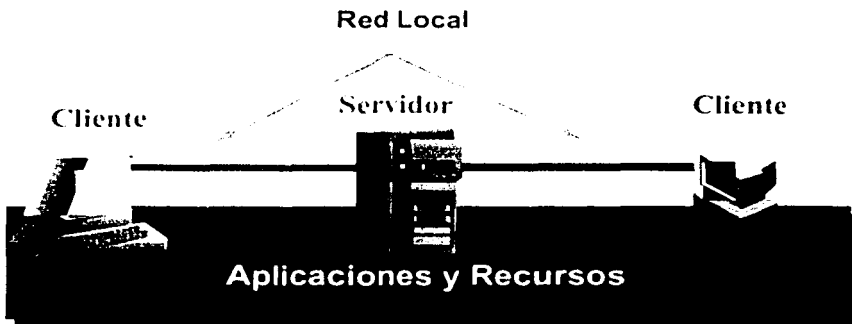 Red Local
Cliente
Servidor
Cliente
Aplicaciones y Recursos